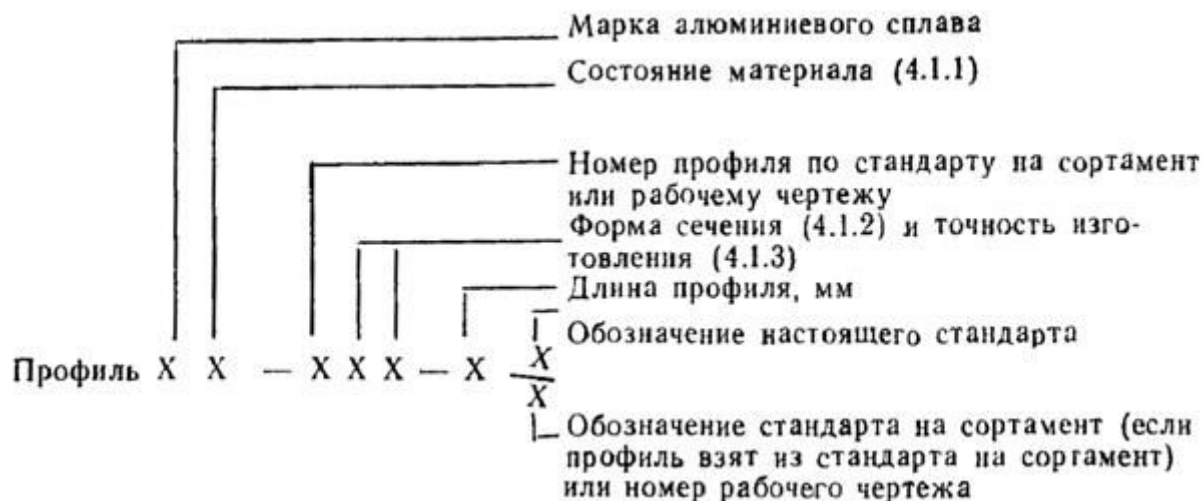 Марка алюминиевого сплава
Состояние материала (4.1.1)
Номер профиля по стандарту на сортамент
или рабочему чертежу
Форма сечения (4.1.2) и точность изго-
товления (4.1.3)
Длина профиля, мм
Обозначение настоящего стандарта
Профиль X X — X X X — X X
X
Обозначение стандарта на сортамент (если
профиль взят из стандарта на сортамент)
или номер рабочего чертежа